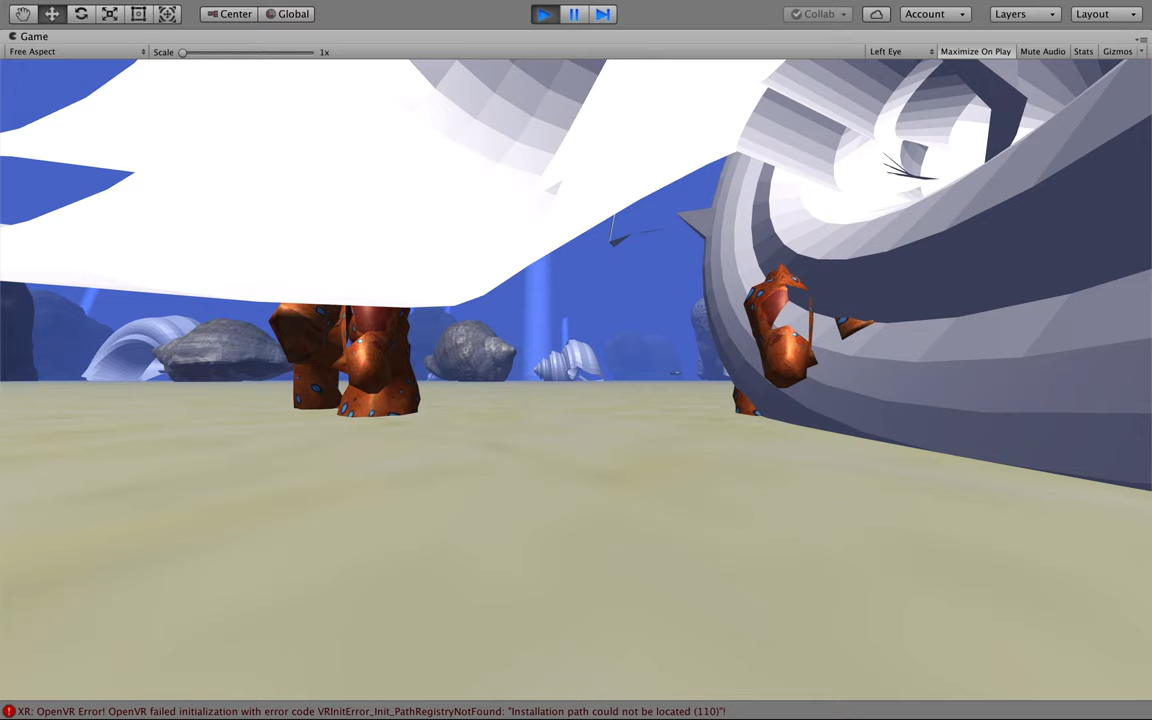 Center Global Collab Account Layers Layout
Game
Free Aspect Scale 1x Left Eye Maximize On Play Mute Audio Stats Gizmos
XR: OpenVR Error! OpenVR failed initialization with error code VRInitError_Init_PathRegistryNotFound: "Installation path could not be located (110)"!